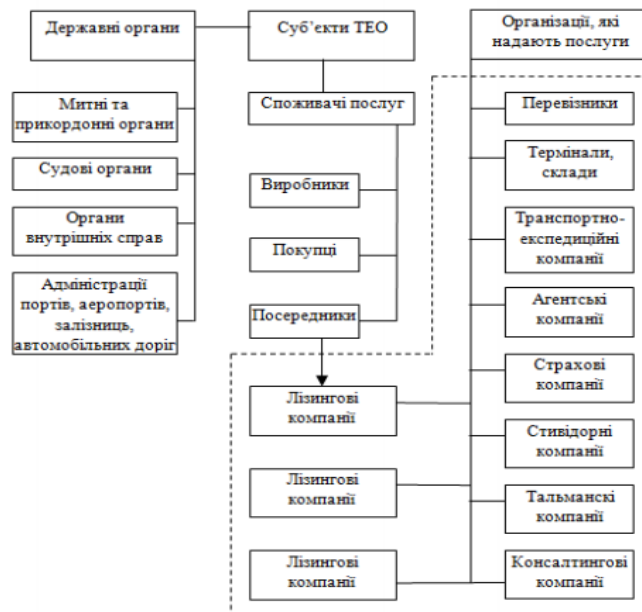 Державні органи
Митні та
прикордонні органи
Судові органи
Органи
внутрішніх справ
Адміністрації
портів, аеропортів,
залізниць,
автомобільних доріг
Суб’єкти ТЕО
Споживачі послуг
Виробники
Покупці
Посередники
Лізингові
компанії
Лізингові
компанії
Лізингові
компанії
Організації, які
надають послуги
Перевізники
Термінали,
склади
Транспортно-
експедиційні
компанії
Агентські
компанії
Страхові
компанії
Стивідорні
компанії
Тальманскі
компанії
Консалтингові
компанії